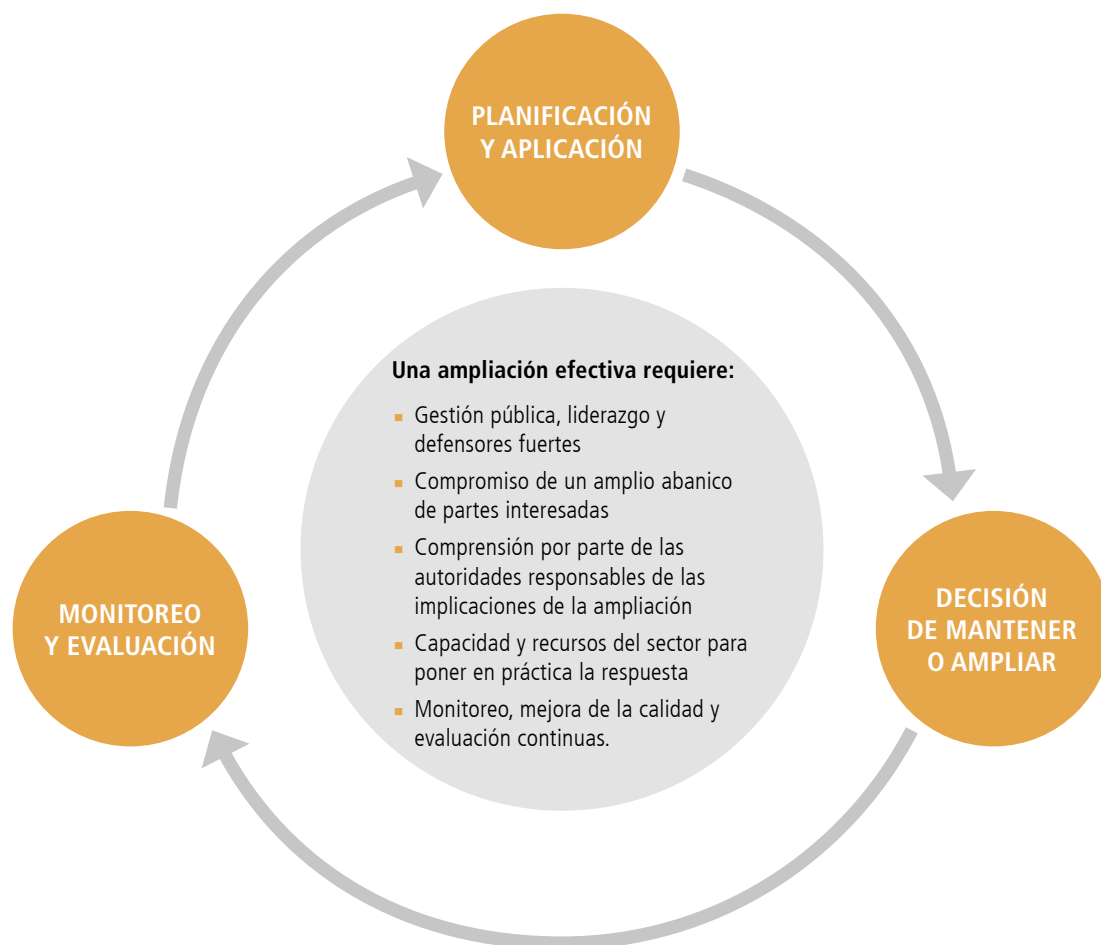 PLANIFICACIÓN
Y APLICACIÓN
Una ampliación efectiva requiere:
▪ Gestión pública, liderazgo y
defensores fuertes
▪ Compromiso de un amplio abanico
de partes interesadas
▪ Comprensión por parte de las
autoridades responsables de las
implicaciones de la ampliación
▪ Capacidad y recursos del sector para
poner en práctica la respuesta
▪ Monitoreo, mejora de la calidad y
evaluación continuas.
MONITOREO
Y EVALUACIÓN
DECISIÓN
DE MANTENER
O AMPLIAR